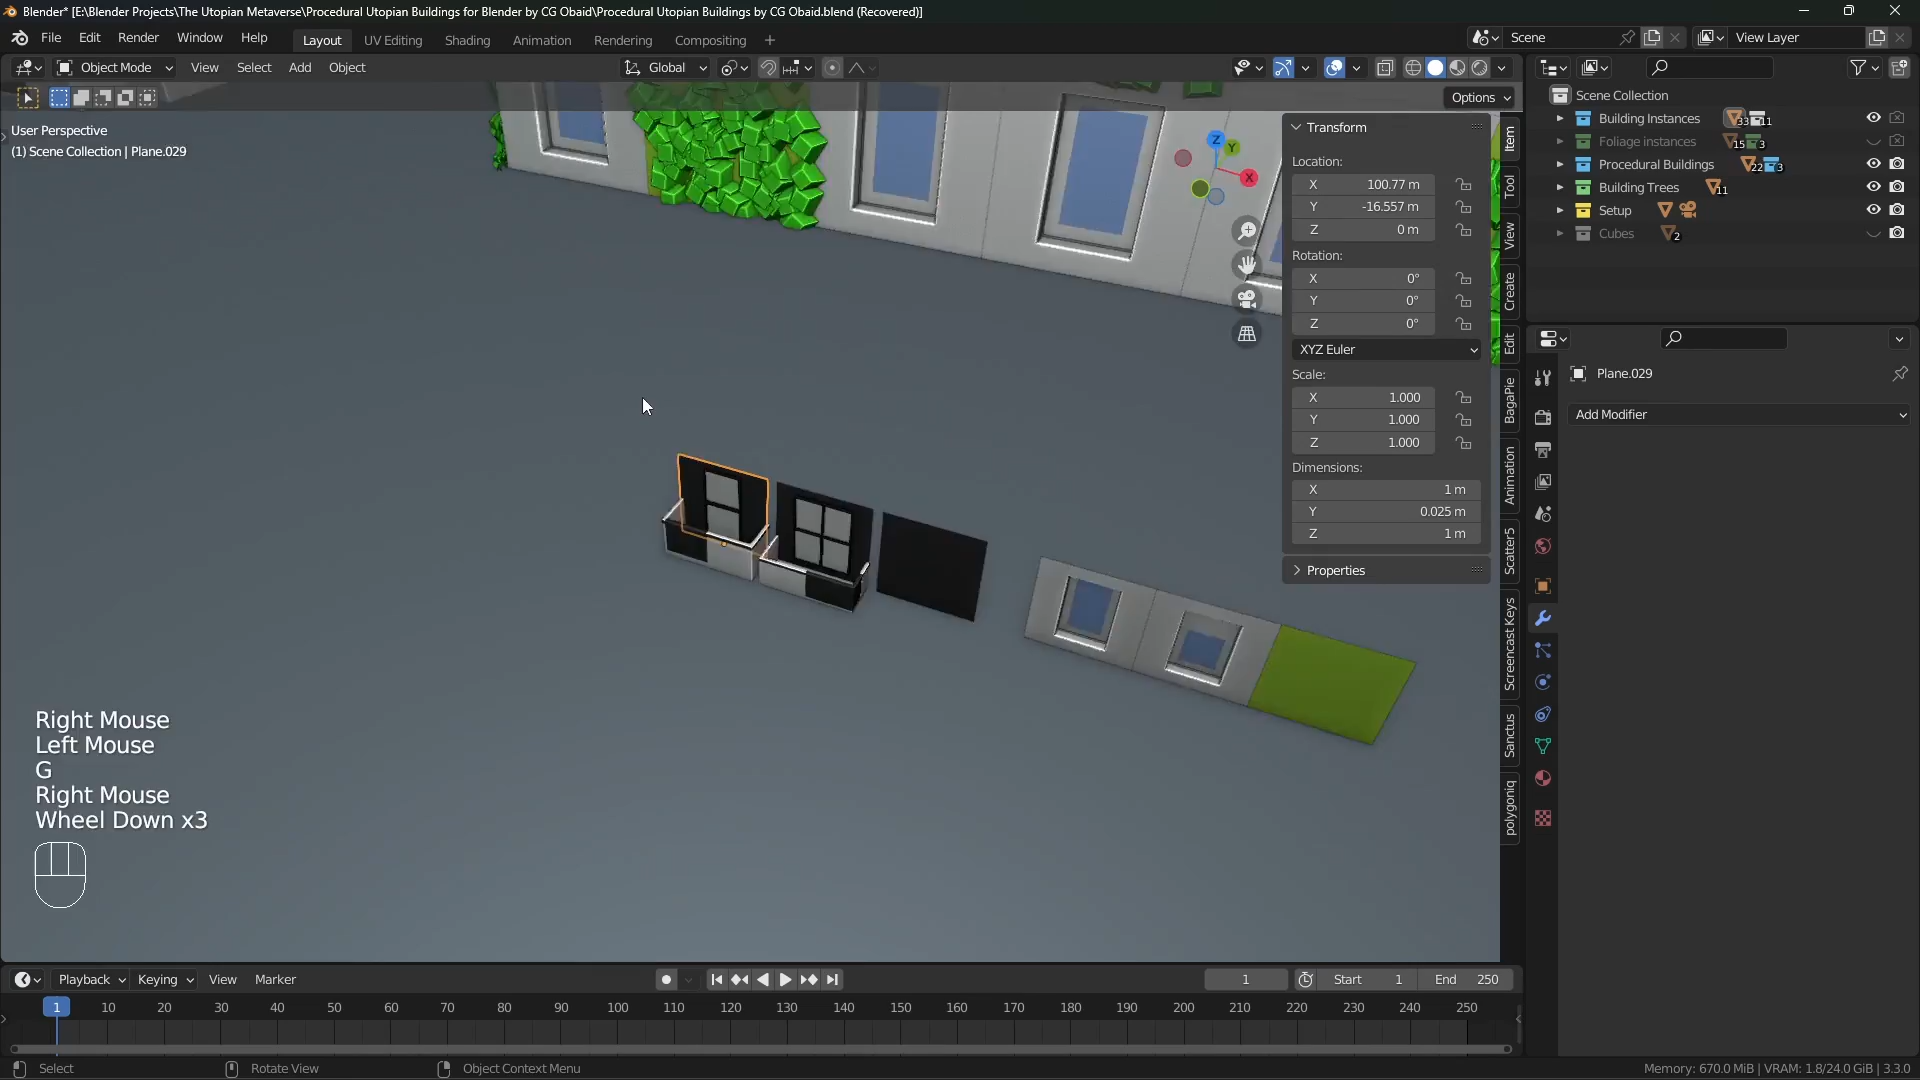 Blender* [E:\Blender Projects\The Utopian Metaverse\Procedural Utopian Buildings for Blender by CG Obaid\Procedural Utopian Buildings by CG Obaid.blend (Recovered)]
File Edit Render Window Help Layout UV Editing Shading Animation Rendering Compositing + Scene View Layer
Object Mode View Select Add Object Global
Options
User Perspective
(1) Scene Collection | Plane.029
Transform
Location:
X 100.77 m
Y -16.557 m
Z 0 m
Rotation:
X 0°
Y 0°
Z 0°
XYZ Euler
Scale:
X 1.000
Y 1.000
Z 1.000
Dimensions:
X 1 m
Y 0.025 m
Z 1 m
Properties
Item
Tool
View
Create
Edit
BagaPie
Animation
Scatter5
Screencast Keys
Sanctus
polygoniq
Scene Collection
Building Instances 33 11
Foliage instances 15 3
Procedural Buildings 22 3
Building Trees 11
Setup
Cubes 2
Plane.029
Add Modifier
Z
Y
X
Right Mouse
Left Mouse
G
Right Mouse
Wheel Down x3
Playback Keying View Marker 1 Start 1 End 250
1 10 20 30 40 50 60 70 80 90 100 110 120 130 140 150 160 170 180 190 200 210 220 230 240 250
Select Rotate View Object Context Menu Memory: 670.0 MiB | VRAM: 1.8/24.0 GiB | 3.3.0